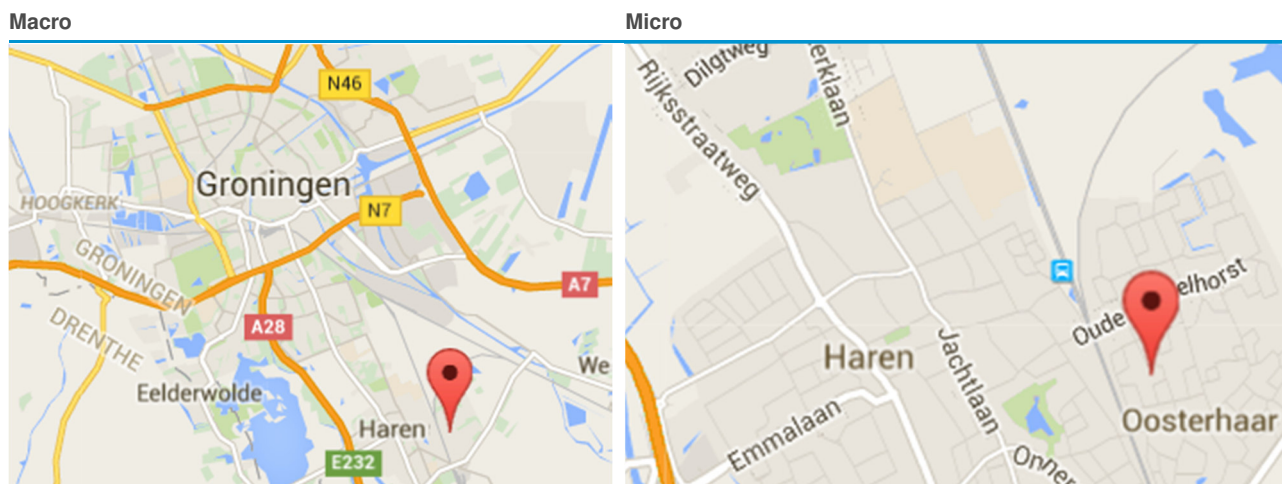 Macro
N46
Groningen
HOOGKERK
N7
GRONINGEN
DRENTHE
A7
A28
We
Eelderwolde
Haren
E232
Micro
Dilgtweg
erklaan
Rijksstraatweg
elhorst
Oude
Haren
Jachtlaan
Oosterhaar
Emmalaan
Onner